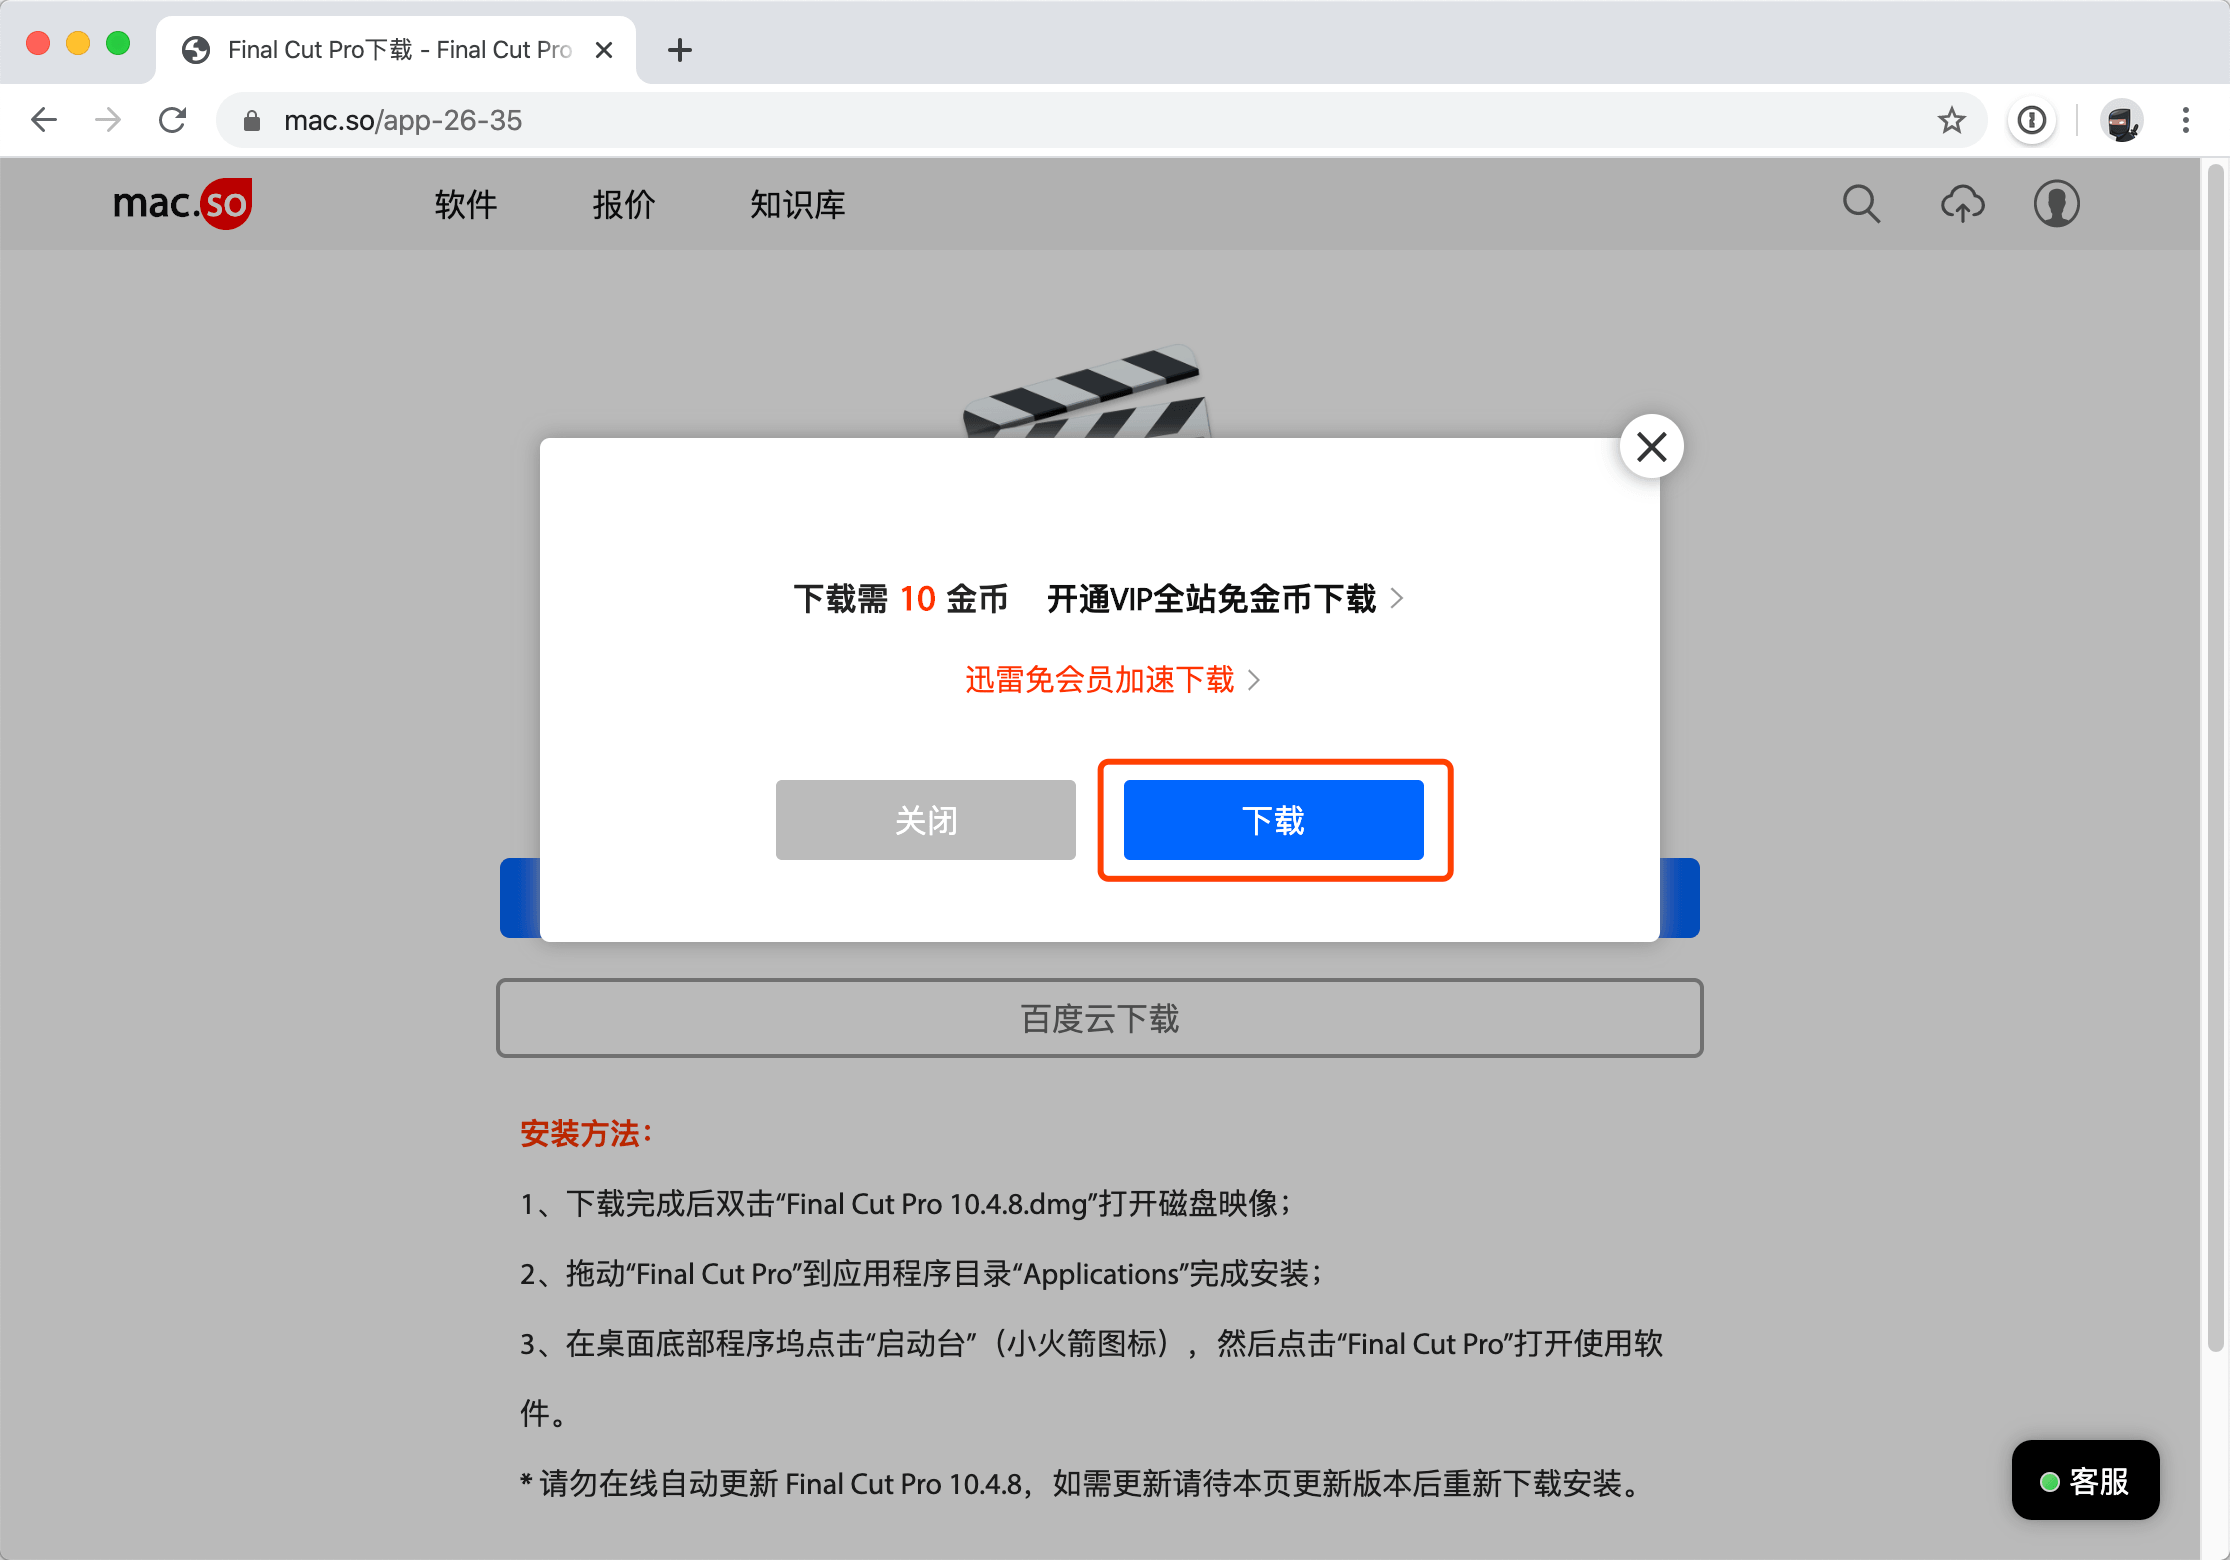 Final Cut Pro下载 - Final Cut Pro
mac.so/app-26-35
mac.so
软件
报价
知识库
下载需 10 金币 开通VIP全站免金币下载
迅雷免会员加速下载
关闭
下载
百度云下载
安装方法：
1、下载完成后双击“Final Cut Pro 10.4.8.dmg”打开磁盘映像；
2、拖动“Final Cut Pro”到应用程序目录“Applications”完成安装；
3、在桌面底部程序坞点击“启动台”（小火箭图标），然后点击“Final Cut Pro”打开使用软
件。
* 请勿在线自动更新 Final Cut Pro 10.4.8，如需更新请待本页更新版本后重新下载安装。
客服